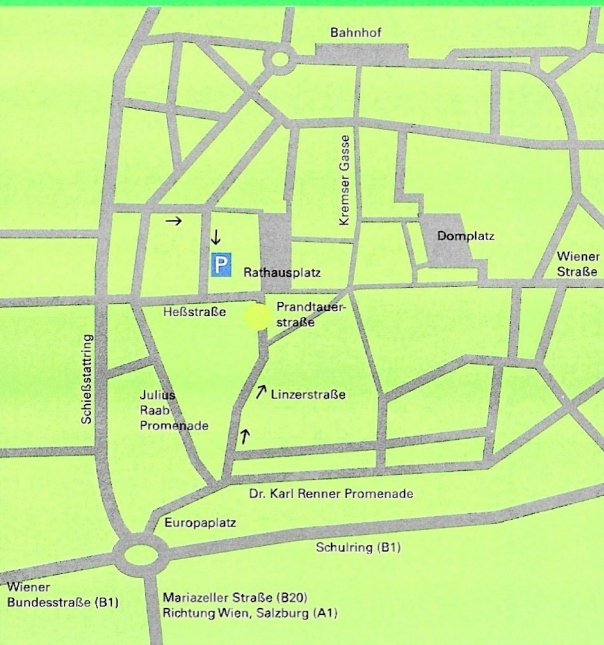 Bahnhof
Kremser Gasse
Domplatz
Wiener
Straße
P
Rathausplatz
Heßstraße
Prandtauer-
straße
Schießstattring
Julius
Raab
Promenade
Linzerstraße
Dr. Karl Renner Promenade
Europaplatz
Schulring (B1)
Wiener
Bundesstraße (B1)
Mariazeller Straße (B20)
Richtung Wien, Salzburg (A1)